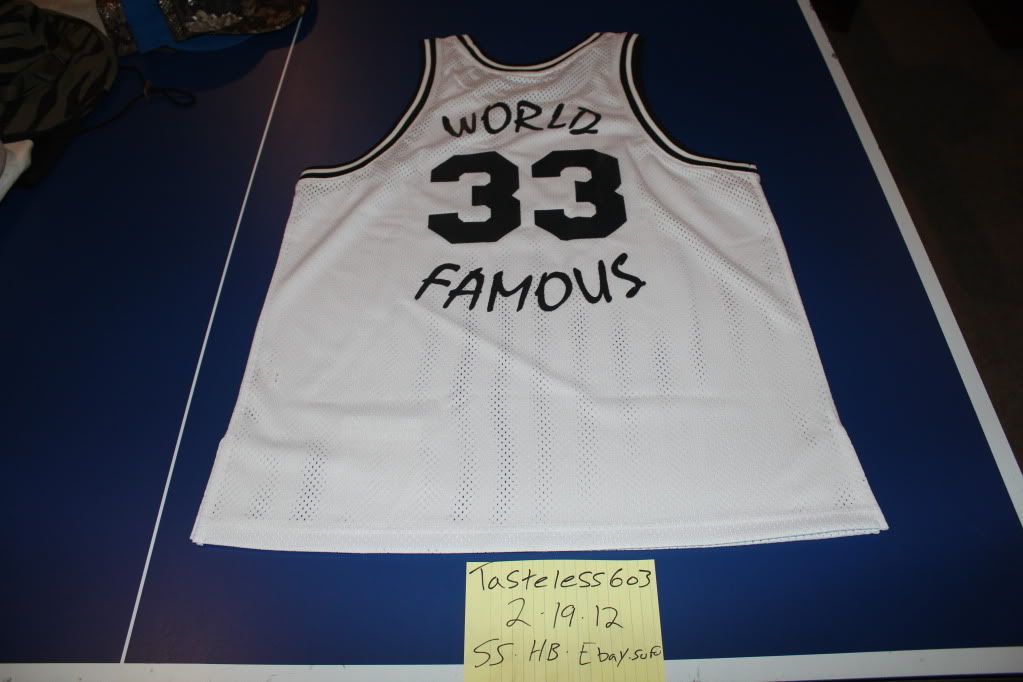 WORLD
33
FAMOUS
Tasteless603
2.19.12
SS. HB. Ebay.sufu